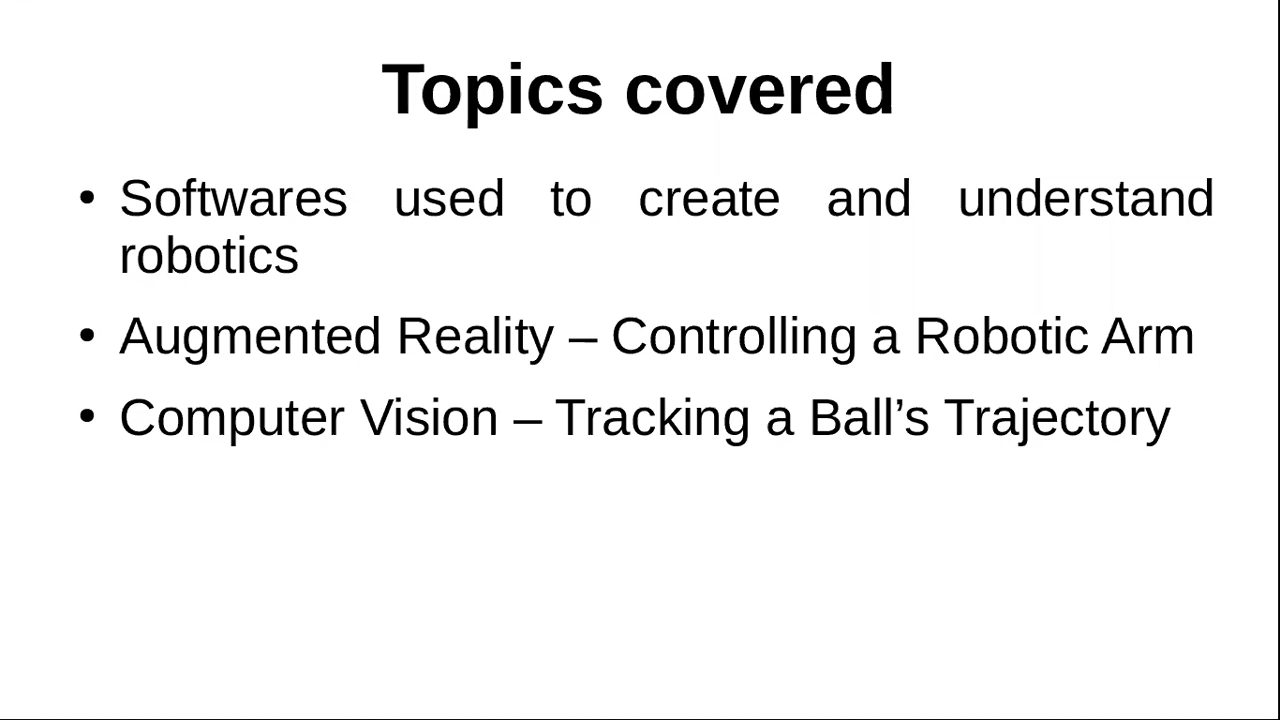 Topics covered
• Softwares used to create and understand
robotics
• Augmented Reality – Controlling a Robotic Arm
• Computer Vision – Tracking a Ball’s Trajectory